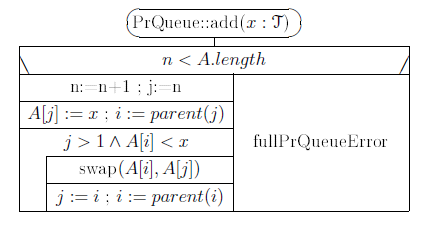 PrQueue::add(x : 𝒯)
n < A.length
n:=n+1 ; j:=n
A[j] := x ; i := parent(j)
j > 1 ∧ A[i] < x
fullPrQueueError
swap(A[i], A[j])
j := i ; i := parent(i)